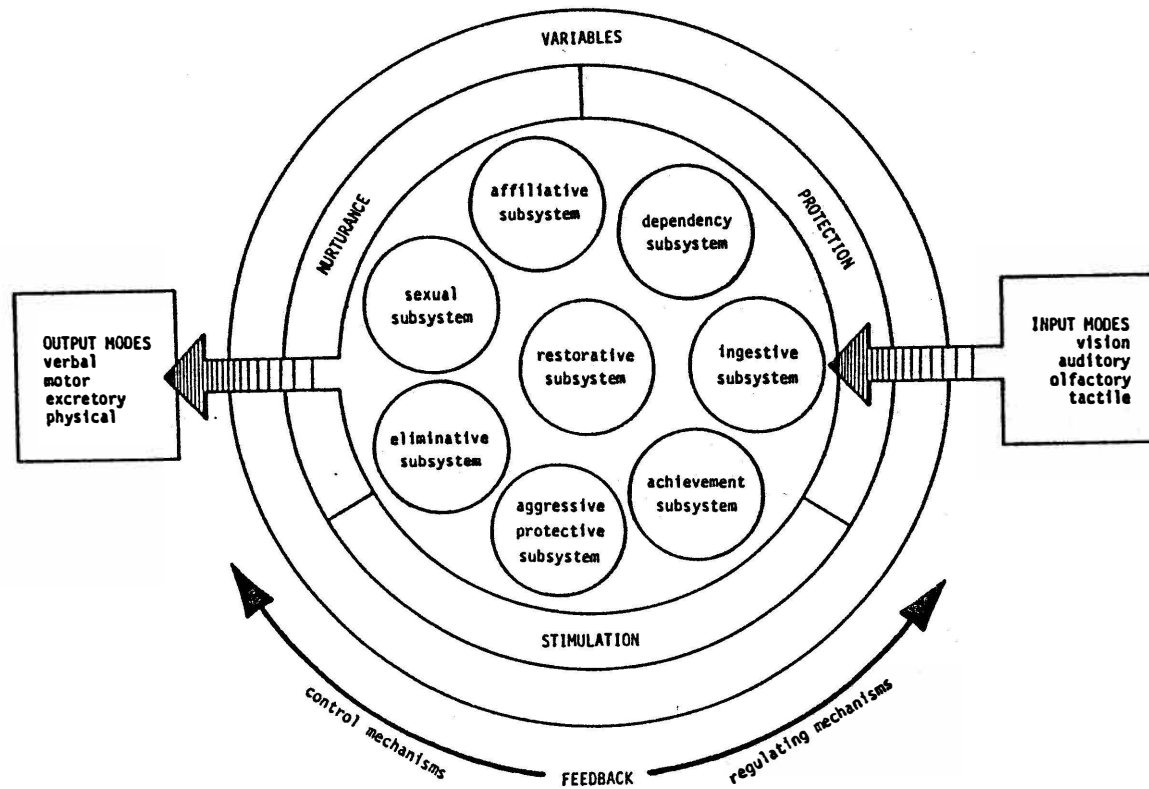 VARIABLES
NURTURANCE
PROTECTION
affiliative
subsystem
dependency
subsystem
sexual
subsystem
restorative
subsystem
ingestive
subsystem
eliminative
subsystem
achievement
subsystem
aggressive
protective
subsystem
OUTPUT MODES
verbal
motor
excretory
physical
INPUT MODES
vision
auditory
olfactory
tactile
STIMULATION
control mechanisms
FEEDBACK
regulating mechanisms